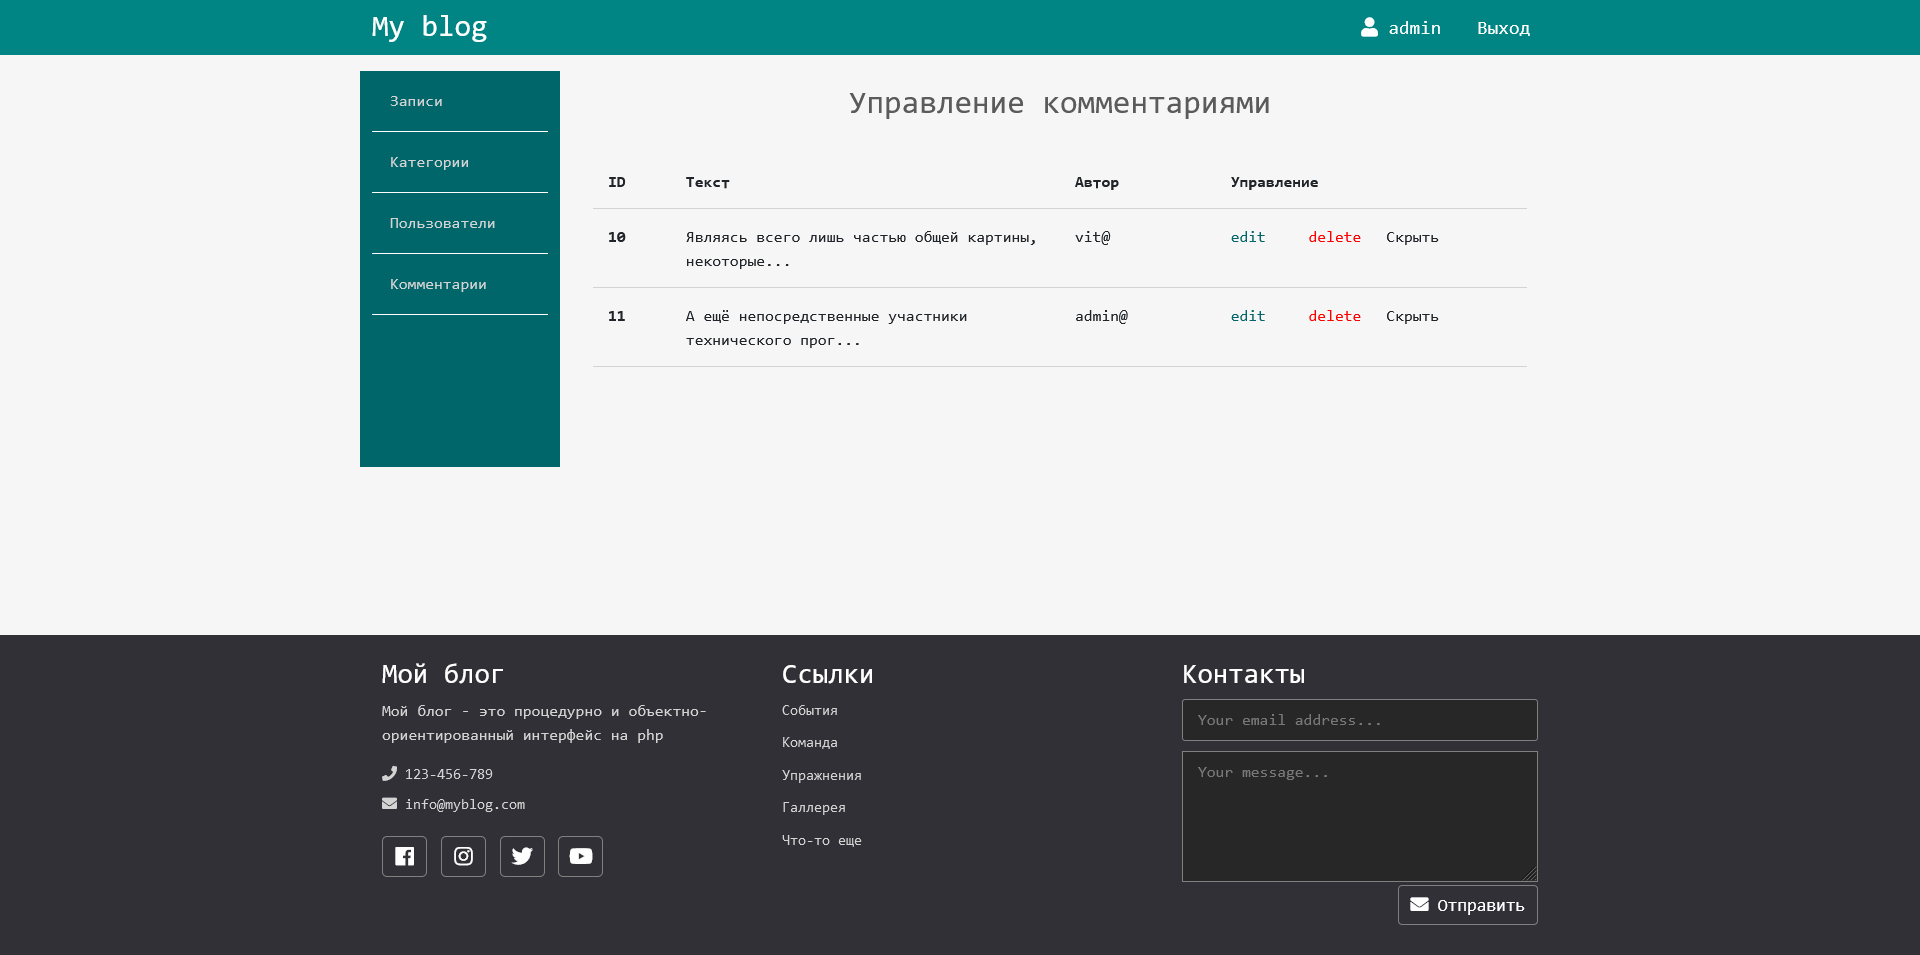 My blog
admin Выход
Записи
Категории
Пользователи
Комментарии
Управление комментариями
ID Текст Автор Управление
10 Являясь всего лишь частью общей картины, vit@ edit delete Скрыть
некоторые...
11 А ещё непосредственные участники admin@ edit delete Скрыть
технического прог...
Мой блог
Мой блог - это процедурно и объектно-
ориентированный интерфейс на php
123-456-789
info@myblog.com
Ссылки
События
Команда
Упражнения
Галлерея
Что-то еще
Контакты
Your email address...
Your message...
Отправить